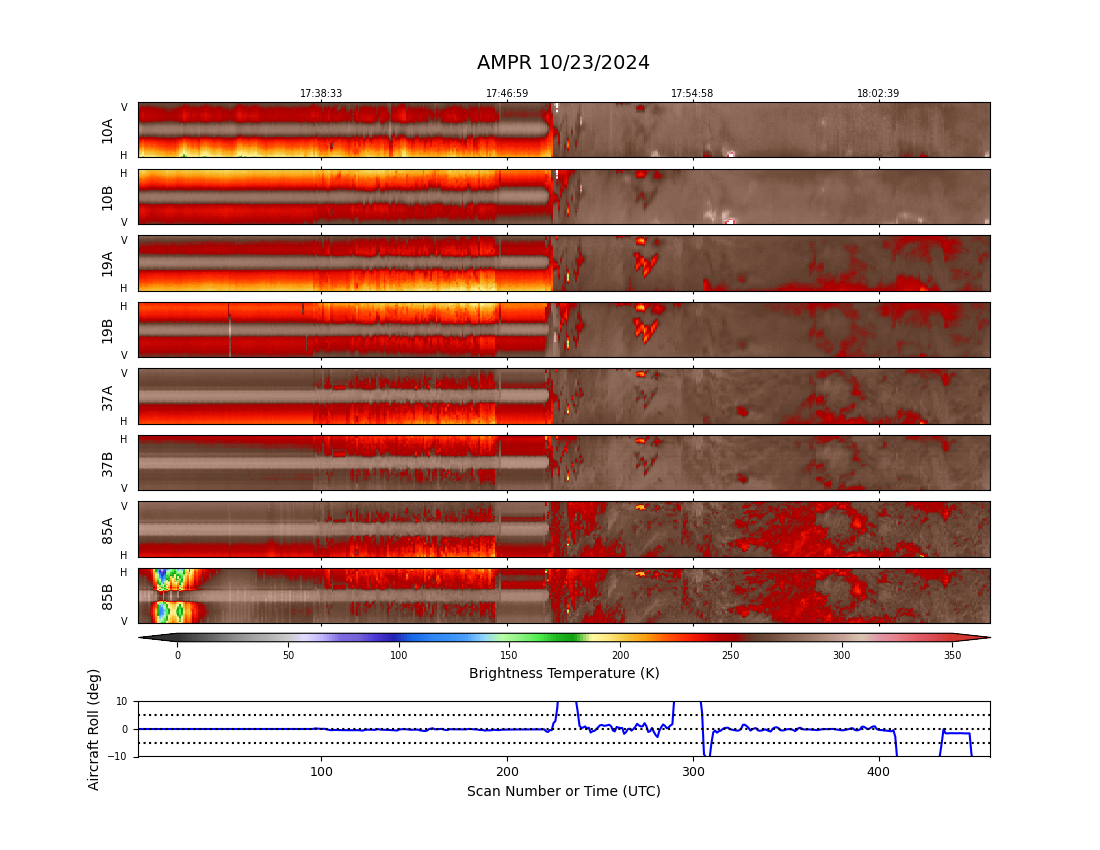 AMPR 10/23/2024
17:38:33 17:46:59 17:54:58 18:02:39
V
10A
H
H
10B
V
V
19A
H
H
19B
V
V
37A
H
H
37B
V
V
85A
H
H
85B
V
0 50 100 150 200 250 300 350
Brightness Temperature (K)
Aircraft Roll (deg)
10
0
−10
100 200 300 400
Scan Number or Time (UTC)